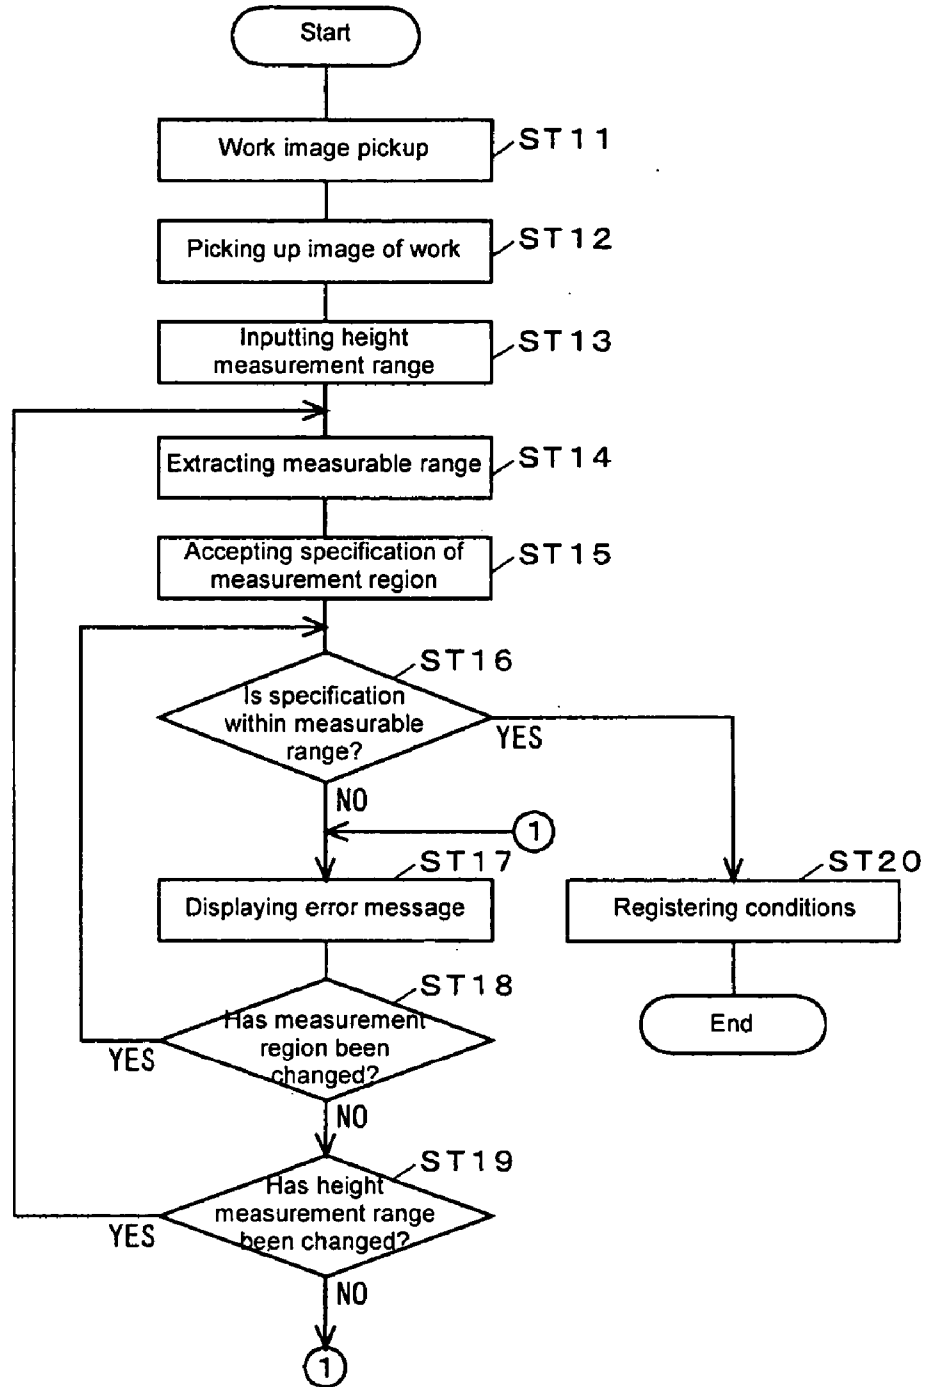 Start
Work image pickup
ST11
Picking up image of work
ST12
Inputting height
measurement range
ST13
Extracting measurable range
ST14
Accepting specification of
measurement region
ST15
ST16
Is specification
within measurable
range?
YES
NO
1
ST17
Displaying error message
ST20
Registering conditions
ST18
Has measurement
region been
changed?
YES
End
NO
ST19
Has height
measurement range
been changed?
YES
NO
1